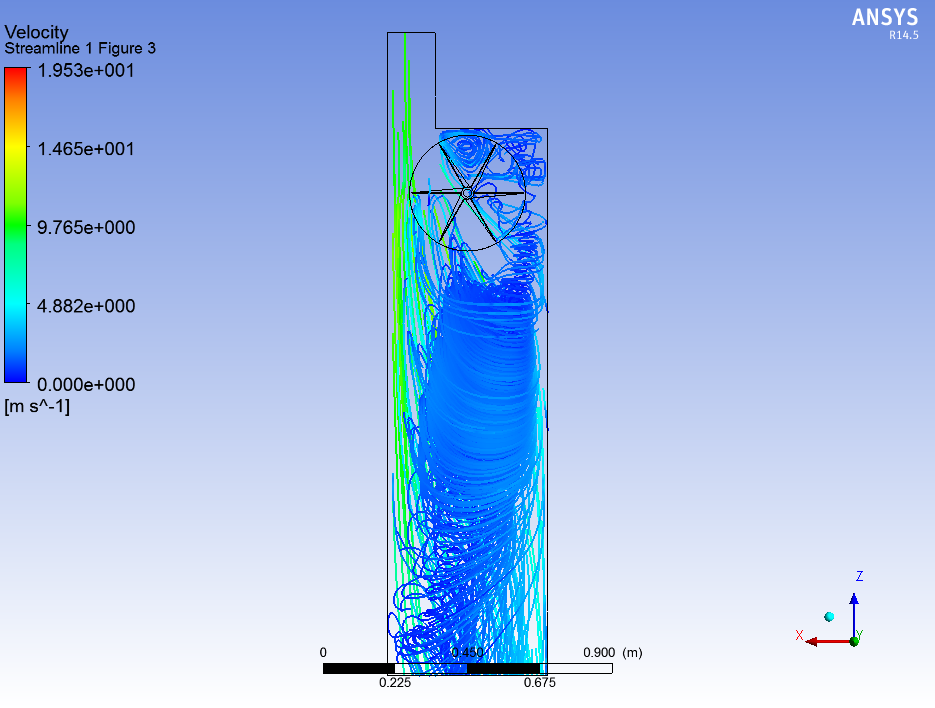 Velocity
Streamline 1 Figure 3
1.953e+001
1.465e+001
9.765e+000
4.882e+000
0.000e+000
[m s^-1]
ANSYS
R14.5
Z
X
Y
0 0.450 0.900 (m)
0.225 0.675